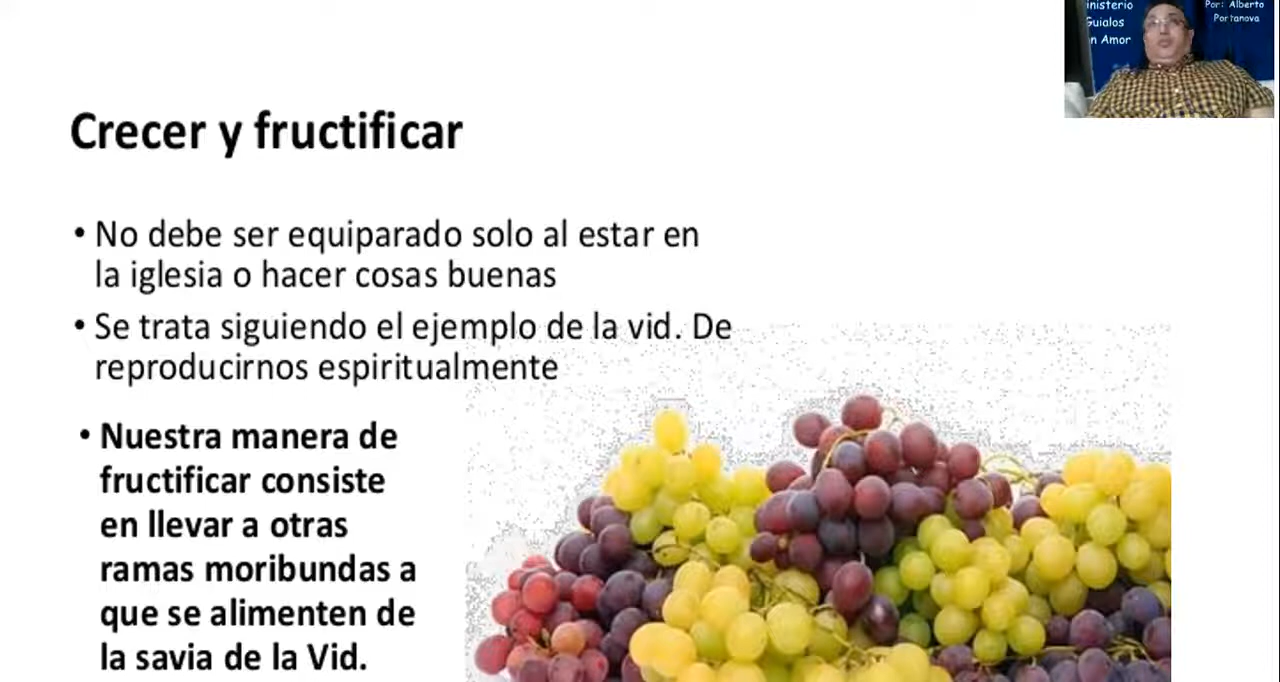 inisterio
Guialos
n Amor
Por: Alberto
Portanova
Crecer y fructificar
• No debe ser equiparado solo al estar en
la iglesia o hacer cosas buenas
• Se trata siguiendo el ejemplo de la vid. De
reproducirnos espiritualmente
• Nuestra manera de
fructificar consiste
en llevar a otras
ramas moribundas a
que se alimenten de
la savia de la Vid.